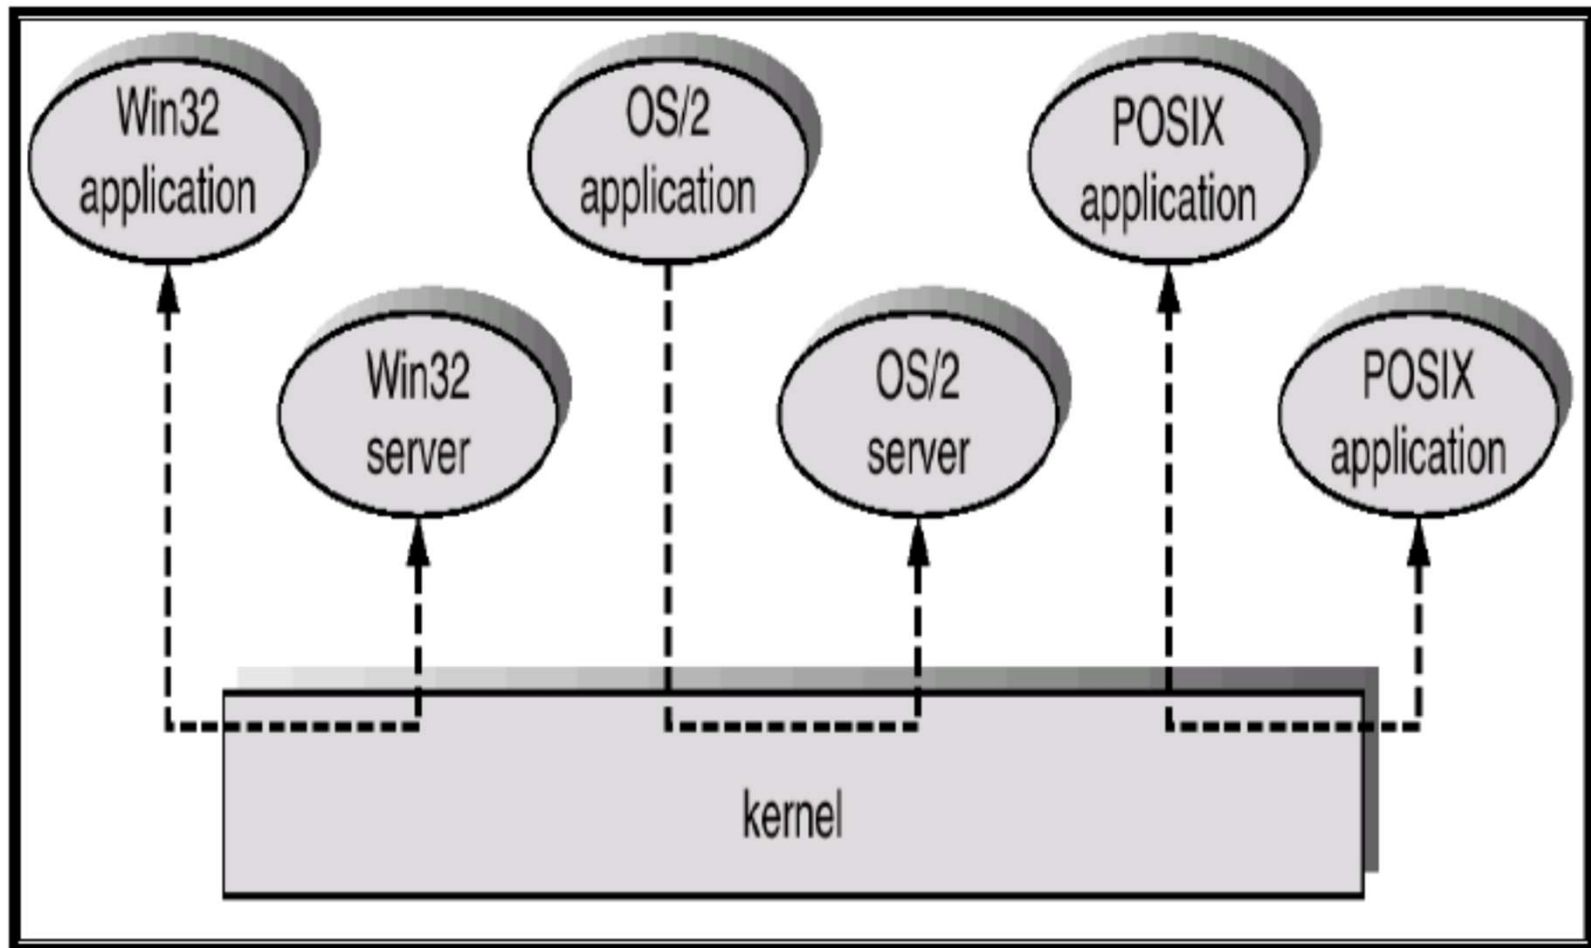 Win32
application
OS/2
application
POSIX
application
Win32
server
OS/2
server
POSIX
application
kernel